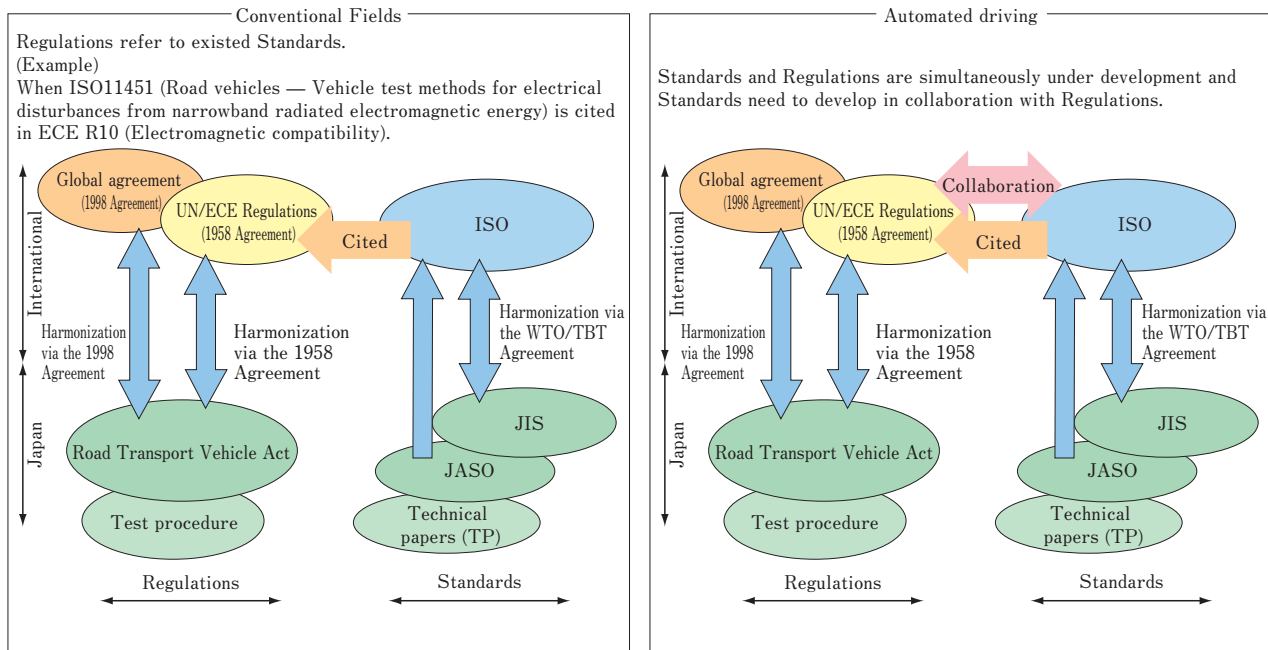 Conventional Fields
Regulations refer to existed Standards.
(Example)
When ISO11451 (Road vehicles — Vehicle test methods for electrical
disturbances from narrowband radiated electromagnetic energy) is cited
in ECE R10 (Electromagnetic compatibility).
International
Japan
Global agreement
(1998 Agreement)
UN/ECE Regulations
(1958 Agreement)
Cited
ISO
Harmonization
via the 1998
Agreement
Harmonization
via the 1958
Agreement
Harmonization via
the WTO/TBT
Agreement
Road Transport Vehicle Act
Test procedure
JIS
JASO
Technical
papers (TP)
Regulations
Standards
Automated driving
Standards and Regulations are simultaneously under development and
Standards need to develop in collaboration with Regulations.
International
Japan
Global agreement
(1998 Agreement)
UN/ECE Regulations
(1958 Agreement)
Collaboration
Cited
ISO
Harmonization
via the 1998
Agreement
Harmonization
via the 1958
Agreement
Harmonization via
the WTO/TBT
Agreement
Road Transport Vehicle Act
Test procedure
JIS
JASO
Technical
papers (TP)
Regulations
Standards